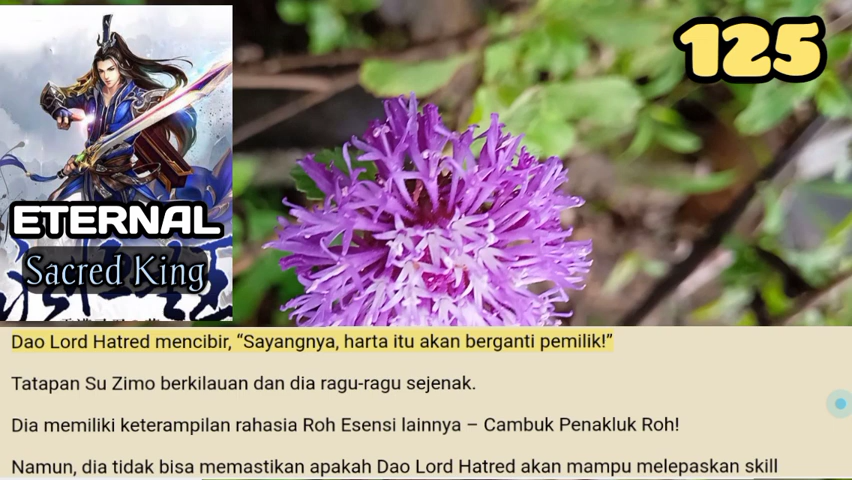 125
ETERNAL
Sacred King
Dao Lord Hatred mencibir, “Sayangnya, harta itu akan berganti pemilik!”
Tatapan Su Zimo berkilauan dan dia ragu-ragu sejenak.
Dia memiliki keterampilan rahasia Roh Esensi lainnya – Cambuk Penakluk Roh!
Namun, dia tidak bisa memastikan apakah Dao Lord Hatred akan mampu melepaskan skill